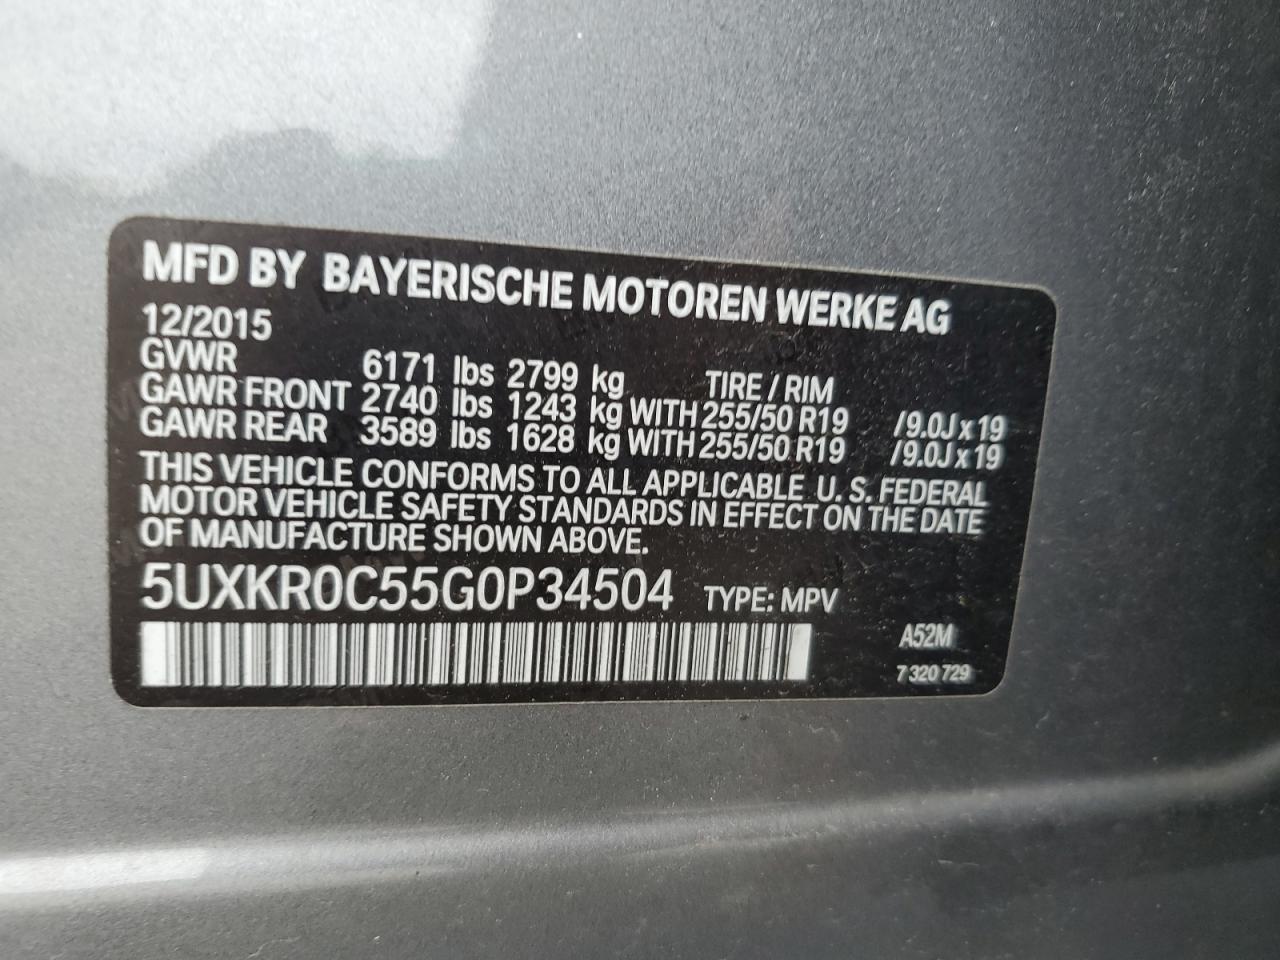 MFD BY BAYERISCHE MOTOREN WERKE AG
12/2015
GVWR 6171 lbs 2799 kg TIRE / RIM
GAWR FRONT 2740 lbs 1243 kg WITH 255/50 R19 /9.0J x 19
GAWR REAR 3589 lbs 1628 kg WITH 255/50 R19 /9.0J x 19
THIS VEHICLE CONFORMS TO ALL APPLICABLE U. S. FEDERAL
MOTOR VEHICLE SAFETY STANDARDS IN EFFECT ON THE DATE
OF MANUFACTURE SHOWN ABOVE.
5UXKR0C55G0P34504 TYPE: MPV
A52M
7 320 729